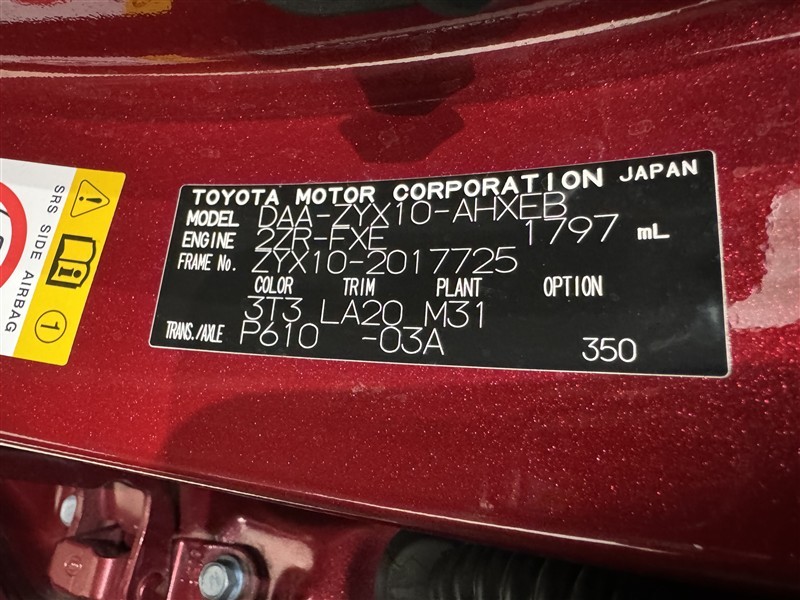 TOYOTA MOTOR CORPORATION JAPAN
MODEL DAA-ZYX10-AHXEB
ENGINE 2ZR-FXE 1797 mL
FRAME No. ZYX10-2017725
COLOR TRIM PLANT OPTION
3T3 LA20 M31
TRANS./AXLE P610 -03A
350
SRS SIDE AIRBAG
1